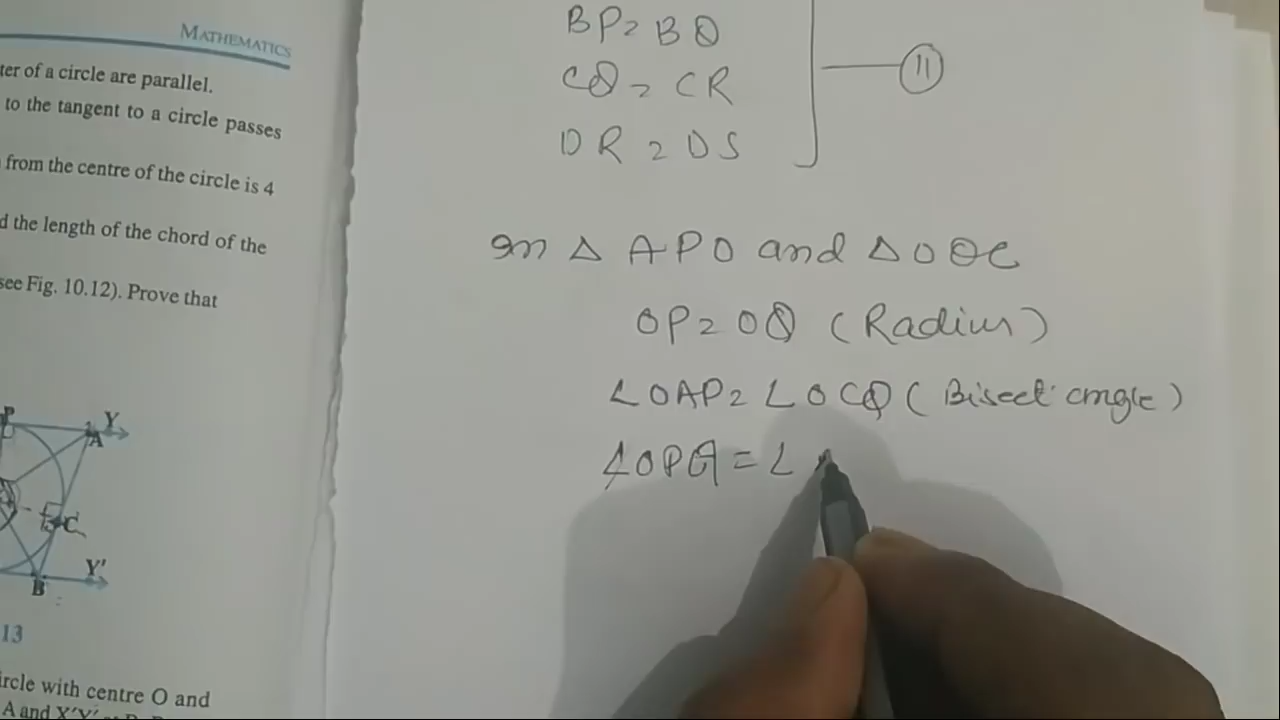 MATHEMATICS
ter of a circle are parallel.
to the tangent to a circle passes
from the centre of the circle is 4
d the length of the chord of the
see Fig. 10.12). Prove that
P
Y
A
C
Y'
B
13
ircle with centre O and
A and X'Y'
BP = BQ
CQ = CR
DR = DS
11
In △ APO and △ OQC
OP = OQ (Radius)
∠OAP = ∠OCQ (Bisect angle)
∠OPA = ∠